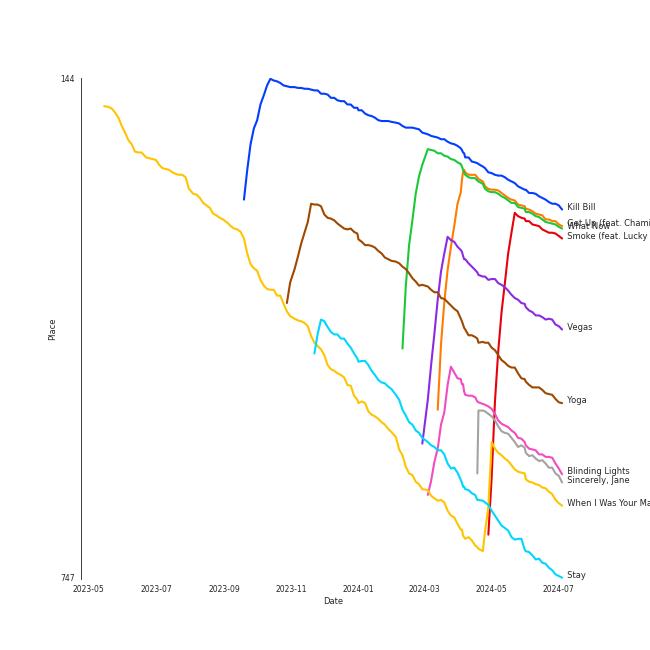 144
Kill Bill
Get Up (feat. Chami
What Now
Smoke (feat. Lucky
Place
Vegas
Yoga
Blinding Lights
Sincerely, Jane
When I Was Your Ma
Stay
747
2023-05 2023-07 2023-09 2023-11 2024-01 2024-03 2024-05 2024-07
Date